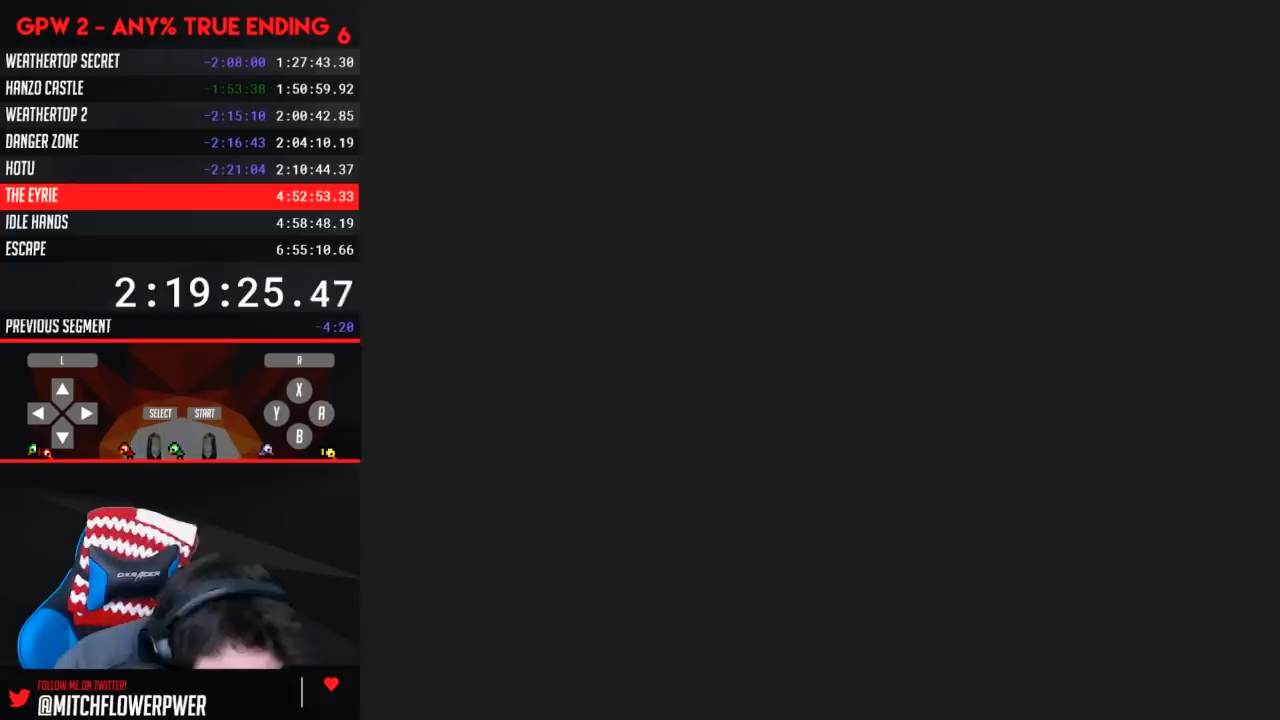 GPW 2 - ANY% TRUE ENDING 6
WEATHERTOP SECRET -2:08:00 1:27:43.30
HANZO CASTLE -1:53:38 1:50:59.92
WEATHERTOP 2 -2:15:10 2:00:42.85
DANGER ZONE -2:16:43 2:04:10.19
HOTU -2:21:04 2:10:44.37
THE EYRIE 4:52:53.33
IDLE HANDS 4:58:48.19
ESCAPE 6:55:10.66
2:19:25.47
PREVIOUS SEGMENT -4:20
L R
X
SELECT START Y A
B
DXRACER
FOLLOW ME ON TWITTER!
@MITCHFLOWERPWER